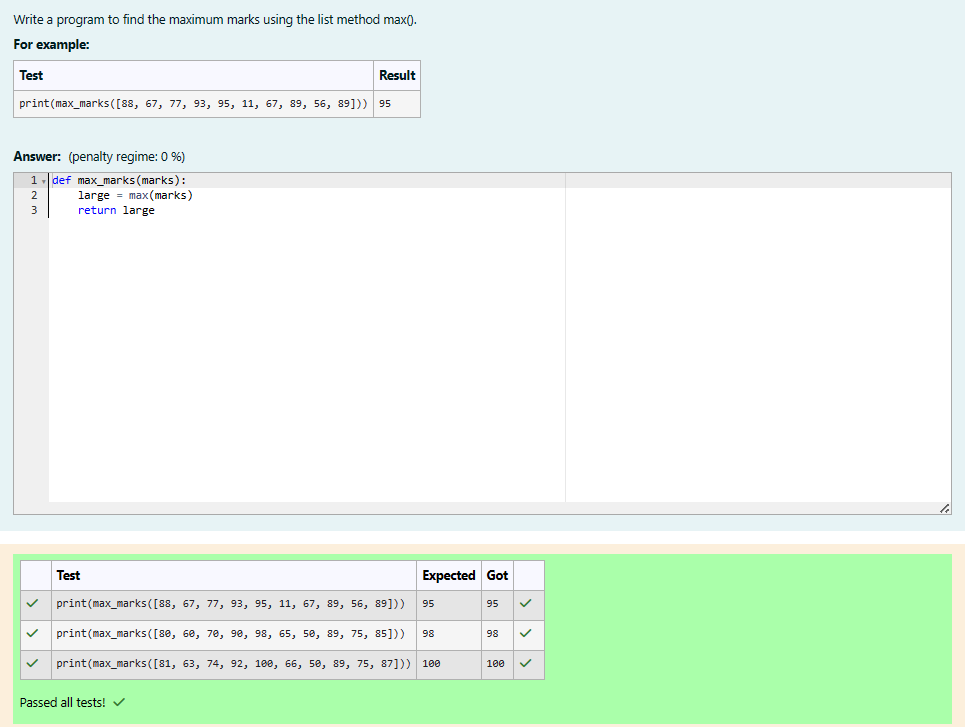 Write a program to find the maximum marks using the list method max().
For example:
Test Result
print(max_marks([88, 67, 77, 93, 95, 11, 67, 89, 56, 89])) 95
Answer: (penalty regime: 0 %)
1 def max_marks(marks):
2 large = max(marks)
3 return large
Test Expected Got
print(max_marks([88, 67, 77, 93, 95, 11, 67, 89, 56, 89])) 95 95
print(max_marks([80, 60, 70, 90, 98, 65, 50, 89, 75, 85])) 98 98
print(max_marks([81, 63, 74, 92, 100, 66, 50, 89, 75, 87])) 100 100
Passed all tests!